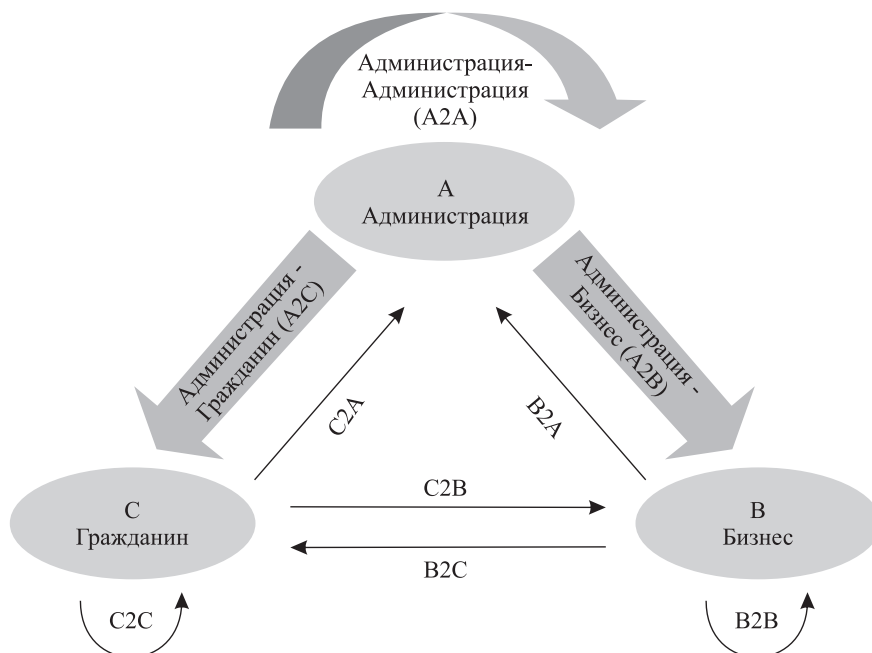 Администрация-
Администрация
(A2A)
A
Администрация
Администрация -
Гражданин (A2C)
Администрация -
Бизнес (A2B)
C2A
B2A
C2B
C
Гражданин
B
Бизнес
B2C
C2C
B2B